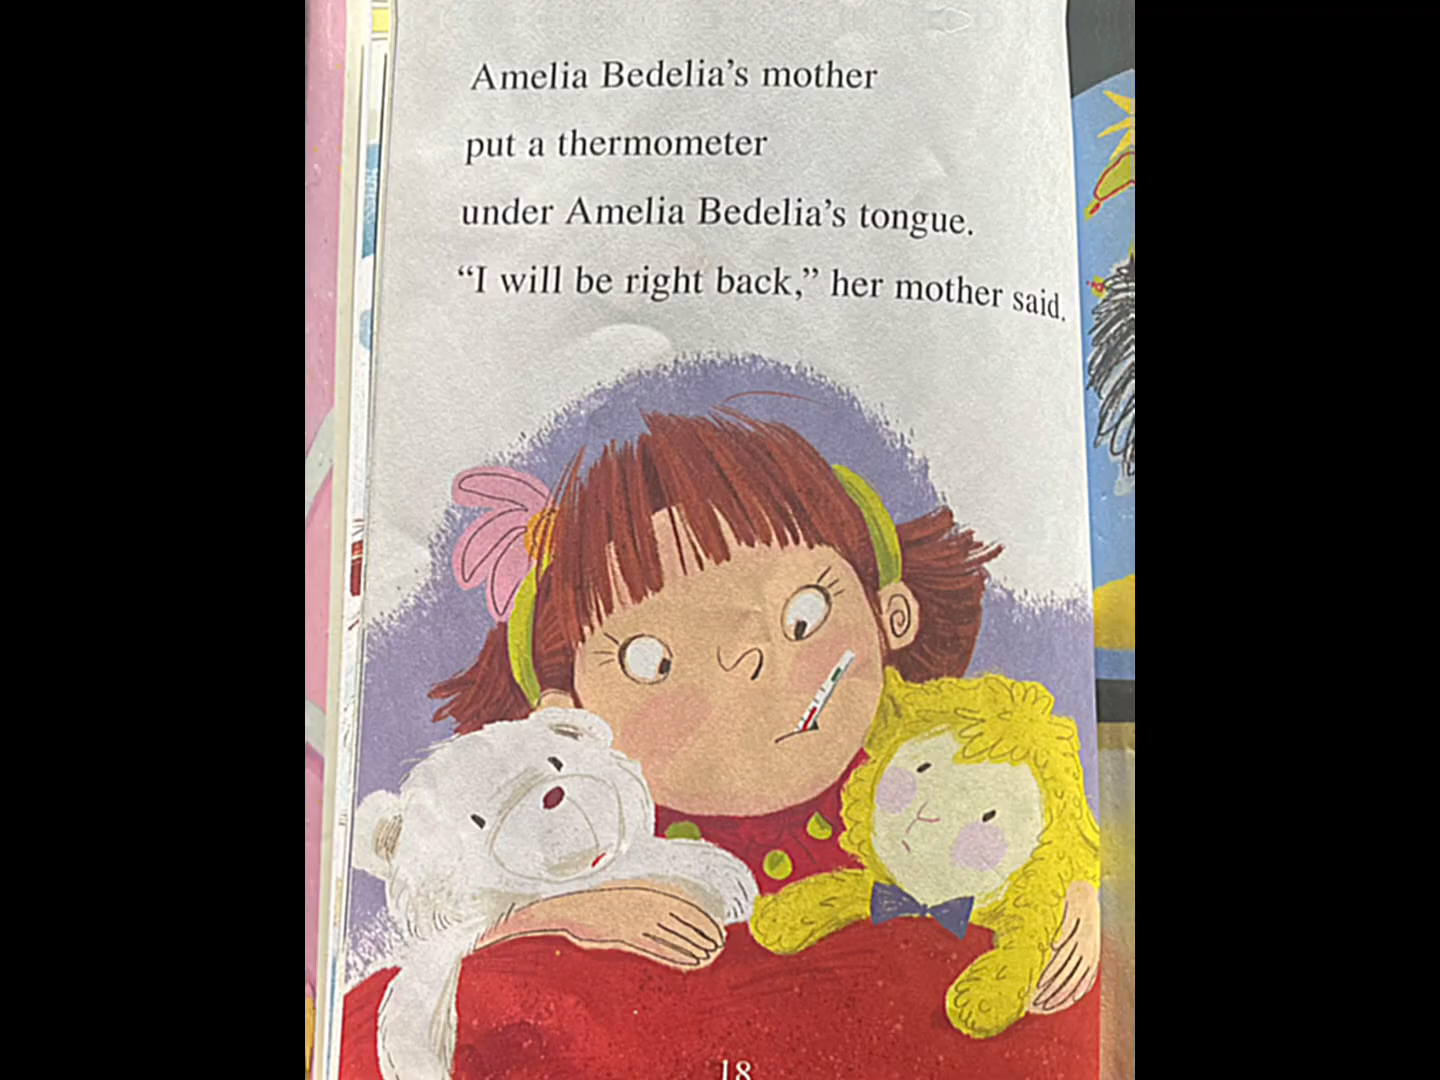 Amelia Bedelia’s mother
put a thermometer
under Amelia Bedelia’s tongue.
“I will be right back,” her mother said.
18